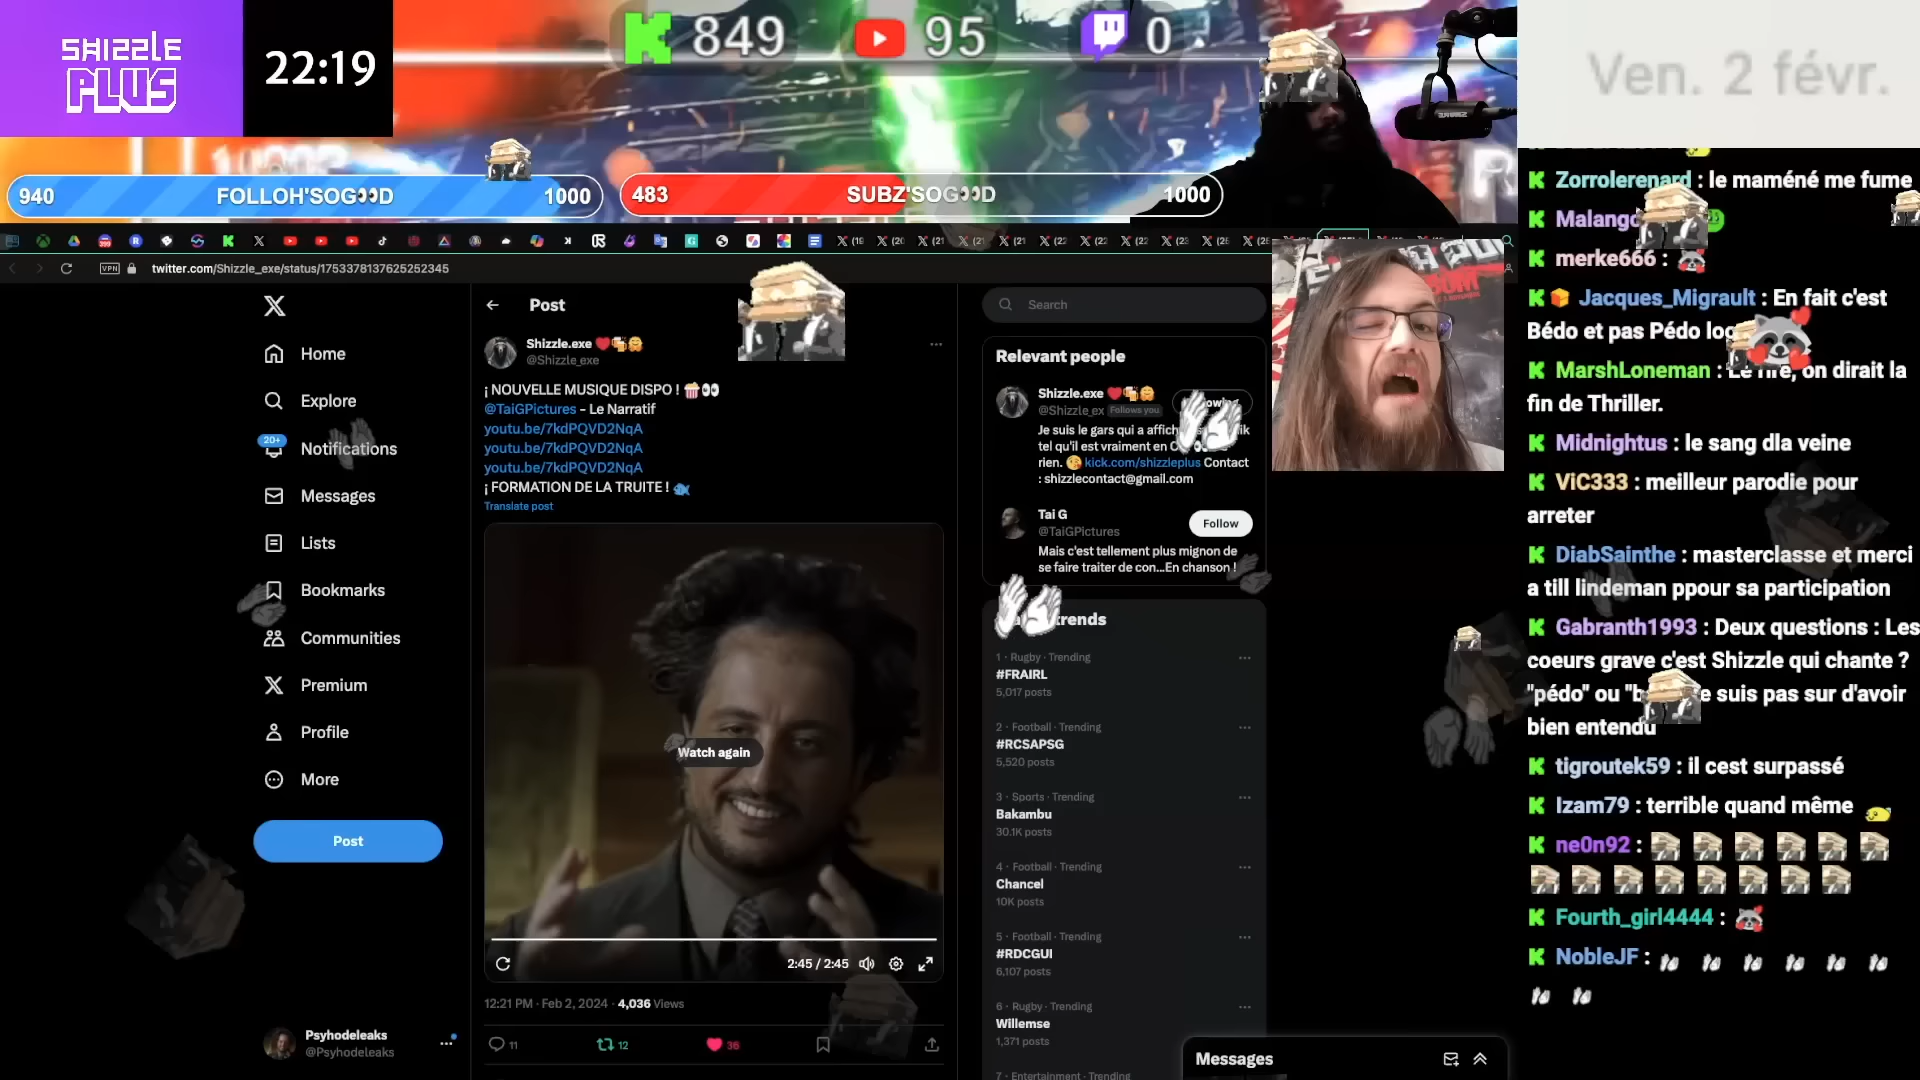 SHIZZLE
PLUS
22:19
849
95
0
Ven. 2 févr.
940 FOLLOH'SOG👀D 1000
483 SUBZ'SOG👀D 1000
twitter.com/Shizzle_exe/status/1753378137625252345
Home
Explore
20+
Notifications
Messages
Lists
Bookmarks
Communities
Premium
Profile
More
Post
Psyhodeleaks
@Psyhodeleaks
Post
Shizzle.exe
@Shizzle_exe
¡ NOUVELLE MUSIQUE DISPO ! 🍿👀
@TaiGPictures - Le Narratif
youtu.be/7kdPQVD2NqA
youtu.be/7kdPQVD2NqA
youtu.be/7kdPQVD2NqA
¡ FORMATION DE LA TRUITE ! 🐟
Translate post
Watch again
2:45 / 2:45
12:21 PM · Feb 2, 2024 · 4,036 Views
11 12 36
Search
Relevant people
Shizzle.exe
@Shizzle_ex Follows you
Je suis le gars qui a
tel qu'il est vraiment en
rien. 😘 kick.com/shizzleplus Contact
: shizzlecontact@gmail.com
Tai G
@TaiGPictures
Follow
Mais c'est tellement plus mignon de
se faire traiter de con...En chanson !
trends
1 · Rugby · Trending
#FRAIRL
5,017 posts
2 · Football · Trending
#RCSAPSG
5,520 posts
3 · Sports · Trending
Bakambu
30.1K posts
4 · Football · Trending
Chancel
10K posts
5 · Football · Trending
#RDCGUI
6,107 posts
6 · Rugby · Trending
Willemse
1,371 posts
7 · Entertainment · Trending
Messages
Zorrolerenard : le maméné me fume
Malang
merke666 :
Jacques_Migrault : En fait c'est
Bédo et pas Pédo
MarshLoneman : Le rire, on dirait la
fin de Thriller.
Midnightus : le sang dla veine
ViC333 : meilleur parodie pour
arreter
DiabSainthe : masterclasse et merci
a till lindeman ppour sa participation
Gabranth1993 : Deux questions : Les
coeurs grave c'est Shizzle qui chante ?
"pédo" ou "b e suis pas sur d'avoir
bien entendu
tigroutek59 : il cest surpassé
Izam79 : terrible quand même
ne0n92 :
Fourth_girl4444 :
NobleJF :